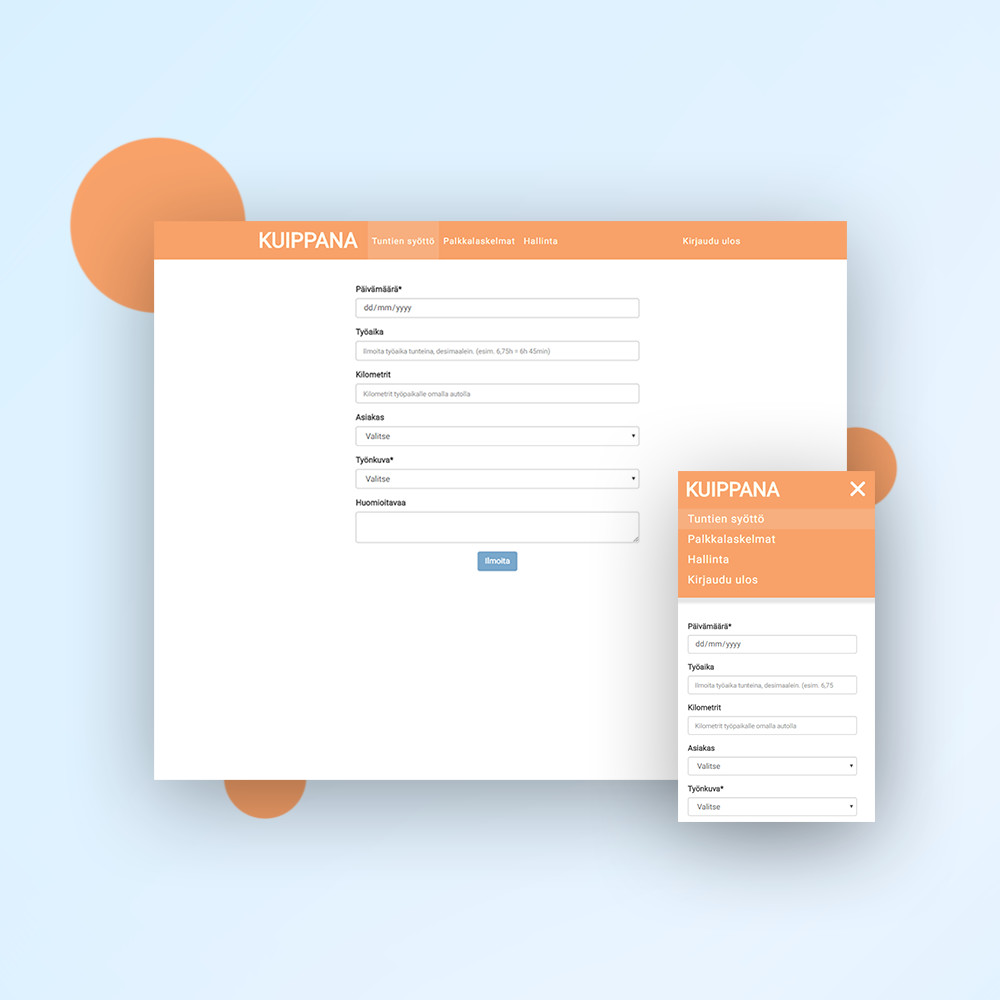 KUIPPANA Tuntien syöttö Palkkalaskelmat Hallinta Kirjaudu ulos
Päivämäärä*
dd/mm/yyyy
Työaika
Ilmoita työaika tunteina, desimaalein. (esim. 6,75h = 6h 45min)
Kilometrit
Kilometrit työpaikalle omalla autolla
Asiakas
Valitse
Työnkuva*
Valitse
Huomioitavaa
Ilmoita
KUIPPANA
Tuntien syöttö
Palkkalaskelmat
Hallinta
Kirjaudu ulos
Päivämäärä*
dd/mm/yyyy
Työaika
Ilmoita työaika tunteina, desimaalein. (esim. 6,75
Kilometrit
Kilometrit työpaikalle omalla autolla
Asiakas
Valitse
Työnkuva*
Valitse